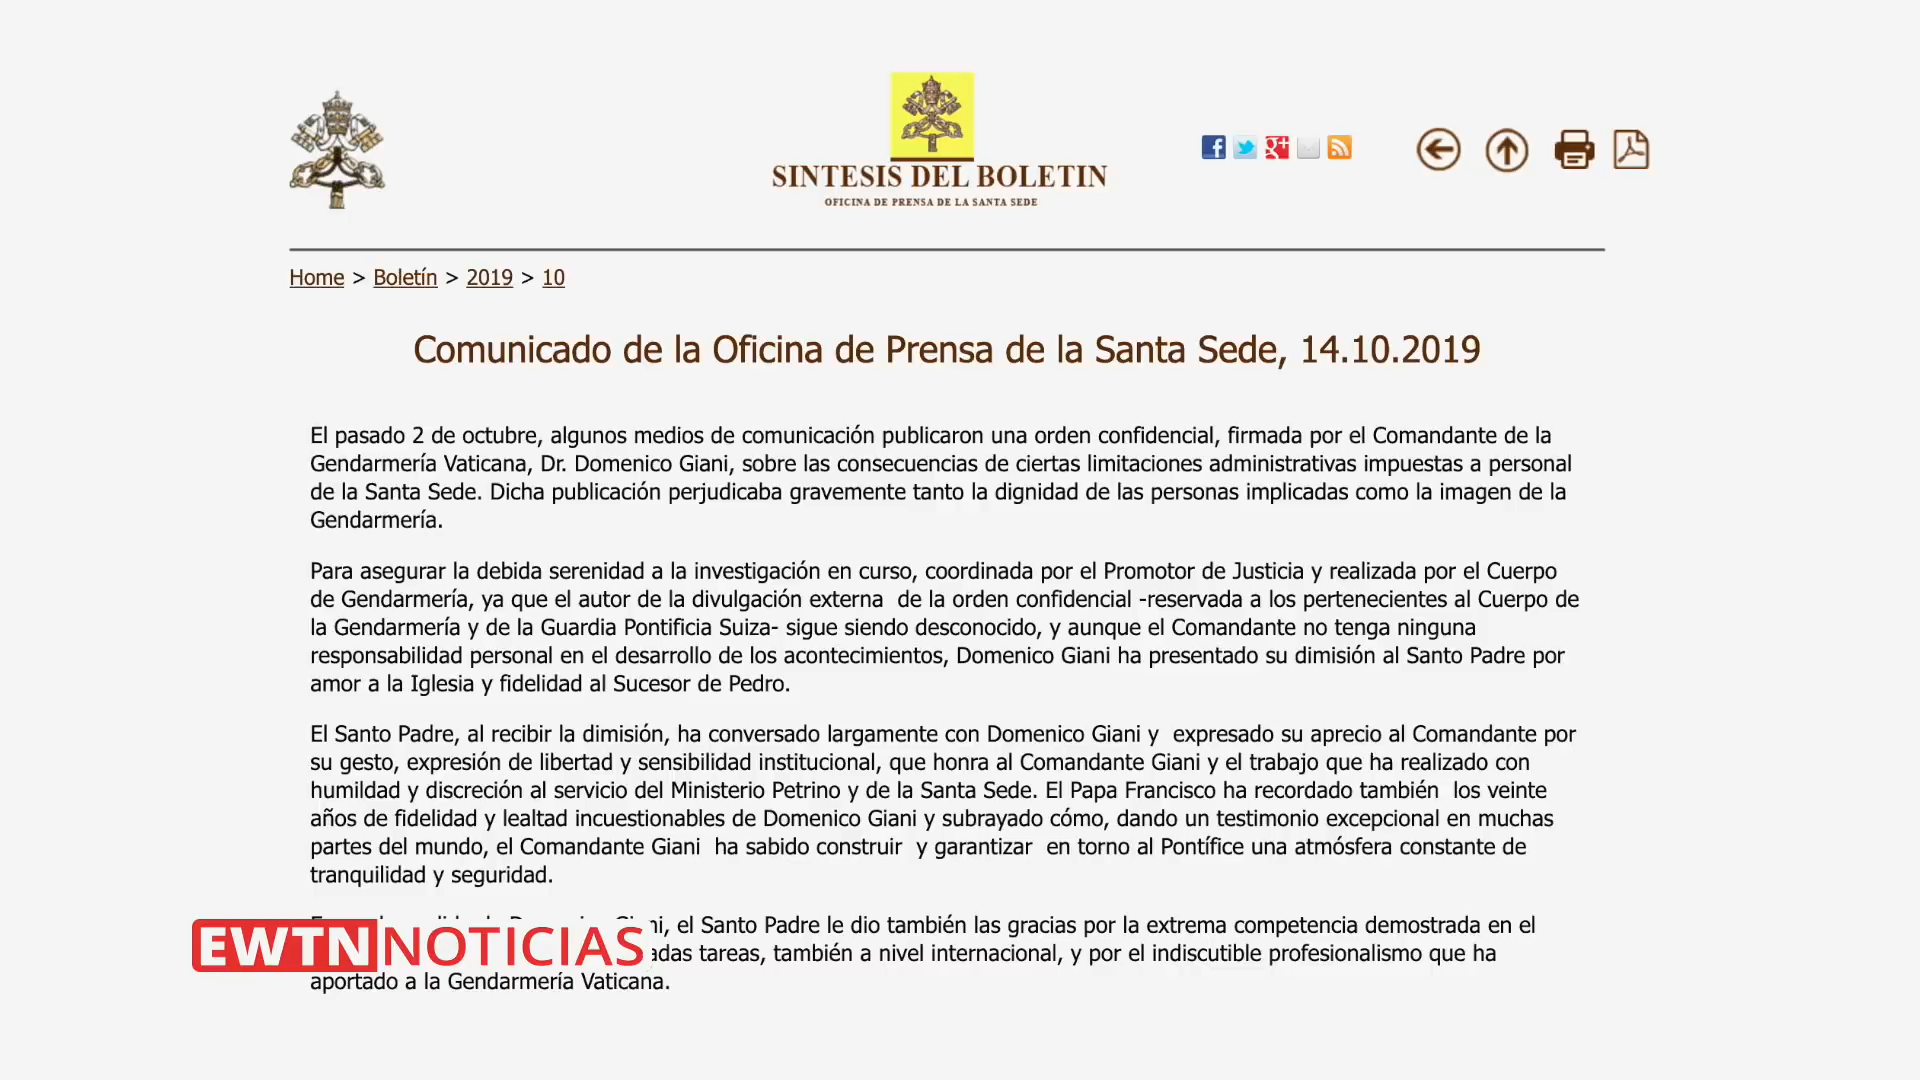 SINTESIS DEL BOLETIN
OFICINA DE PRENSA DE LA SANTA SEDE
Home > Boletín > 2019 > 10
Comunicado de la Oficina de Prensa de la Santa Sede, 14.10.2019
El pasado 2 de octubre, algunos medios de comunicación publicaron una orden confidencial, firmada por el Comandante de la
Gendarmería Vaticana, Dr. Domenico Giani, sobre las consecuencias de ciertas limitaciones administrativas impuestas a personal
de la Santa Sede. Dicha publicación perjudicaba gravemente tanto la dignidad de las personas implicadas como la imagen de la
Gendarmería.
Para asegurar la debida serenidad a la investigación en curso, coordinada por el Promotor de Justicia y realizada por el Cuerpo
de Gendarmería, ya que el autor de la divulgación externa de la orden confidencial -reservada a los pertenecientes al Cuerpo de
la Gendarmería y de la Guardia Pontificia Suiza- sigue siendo desconocido, y aunque el Comandante no tenga ninguna
responsabilidad personal en el desarrollo de los acontecimientos, Domenico Giani ha presentado su dimisión al Santo Padre por
amor a la Iglesia y fidelidad al Sucesor de Pedro.
El Santo Padre, al recibir la dimisión, ha conversado largamente con Domenico Giani y expresado su aprecio al Comandante por
su gesto, expresión de libertad y sensibilidad institucional, que honra al Comandante Giani y el trabajo que ha realizado con
humildad y discreción al servicio del Ministerio Petrino y de la Santa Sede. El Papa Francisco ha recordado también los veinte
años de fidelidad y lealtad incuestionables de Domenico Giani y subrayado cómo, dando un testimonio excepcional en muchas
partes del mundo, el Comandante Giani ha sabido construir y garantizar en torno al Pontífice una atmósfera constante de
tranquilidad y seguridad.
el Santo Padre le dio también las gracias por la extrema competencia demostrada en el
EWTN NOTICIAS
tareas, también a nivel internacional, y por el indiscutible profesionalismo que ha
aportado a la Gendarmería Vaticana.